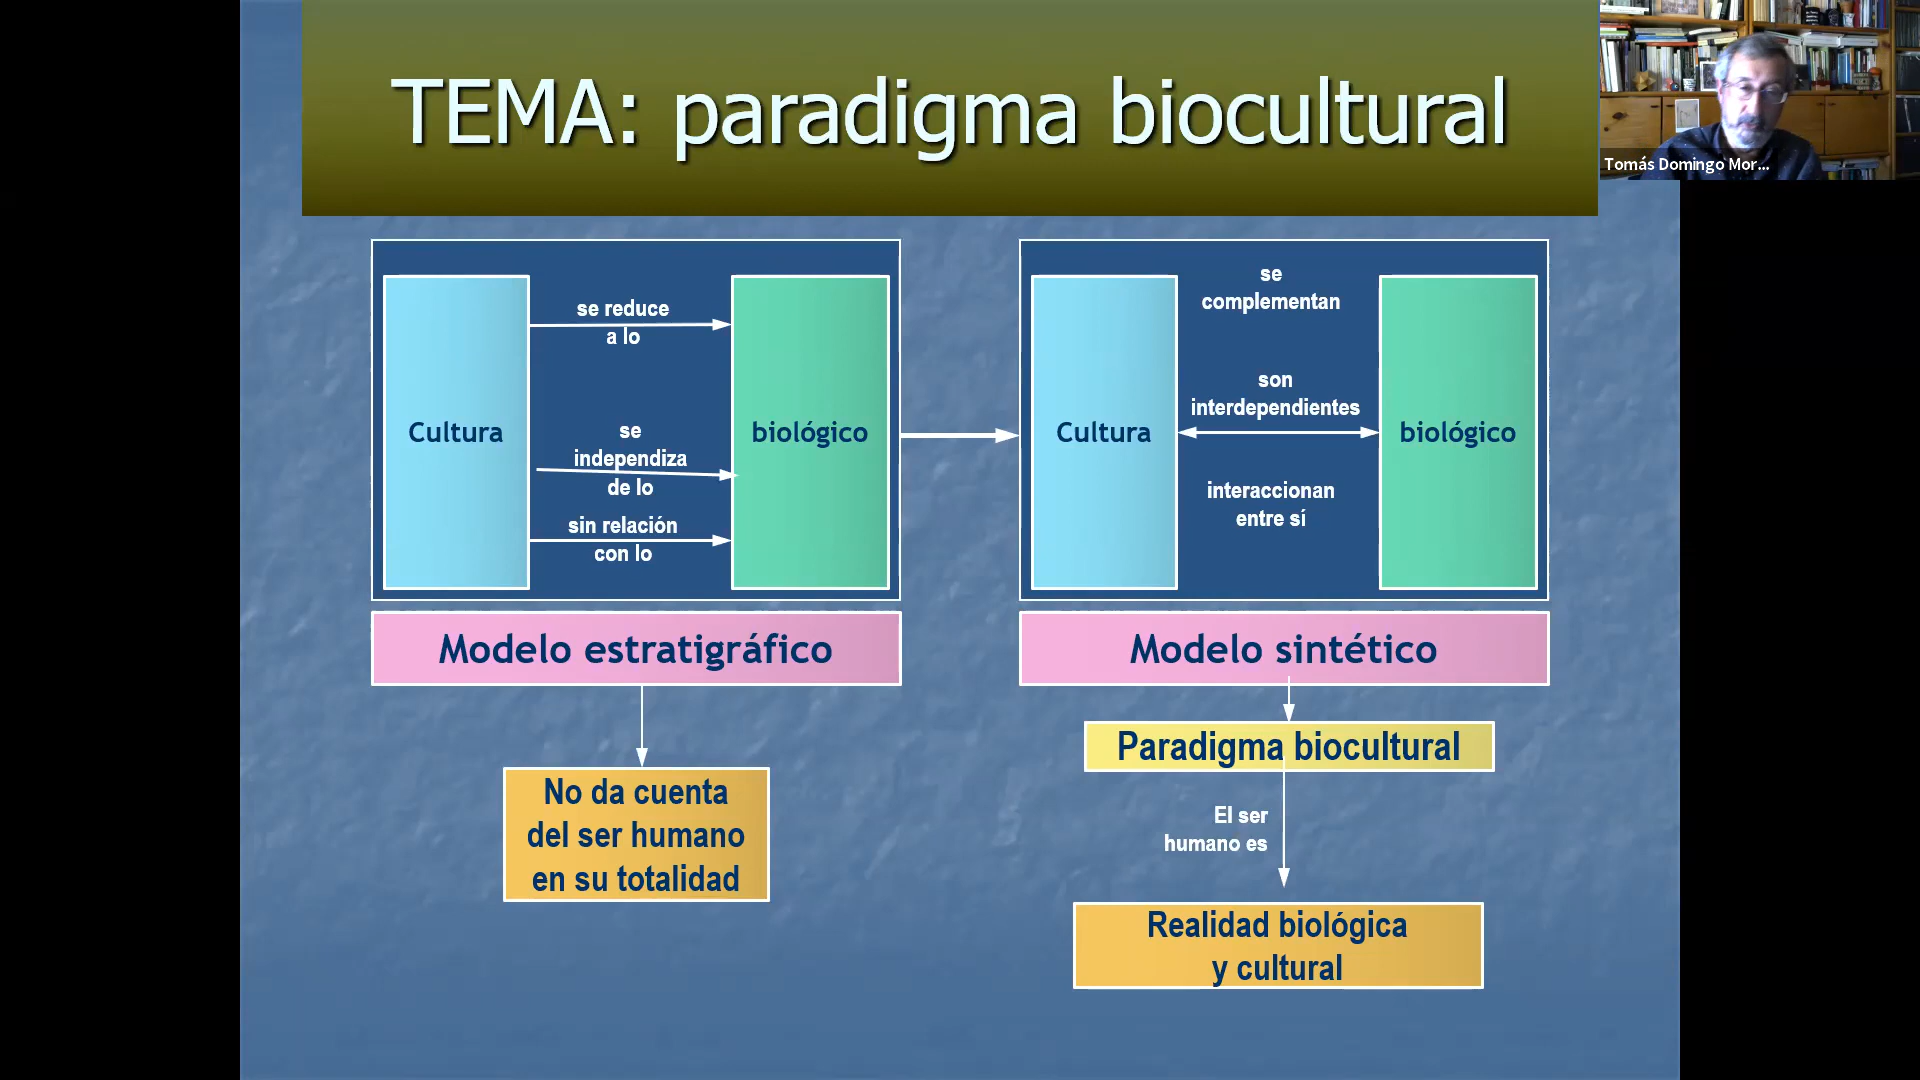 TEMA: paradigma biocultural
Tomás Domingo Mor...
Cultura
se reduce
a lo
se
independiza
de lo
sin relación
con lo
biológico
Cultura
se
complementan
son
interdependientes
interaccionan
entre sí
biológico
Modelo estratigráfico
Modelo sintético
No da cuenta
del ser humano
en su totalidad
Paradigma biocultural
El ser
humano es
Realidad biológica
y cultural